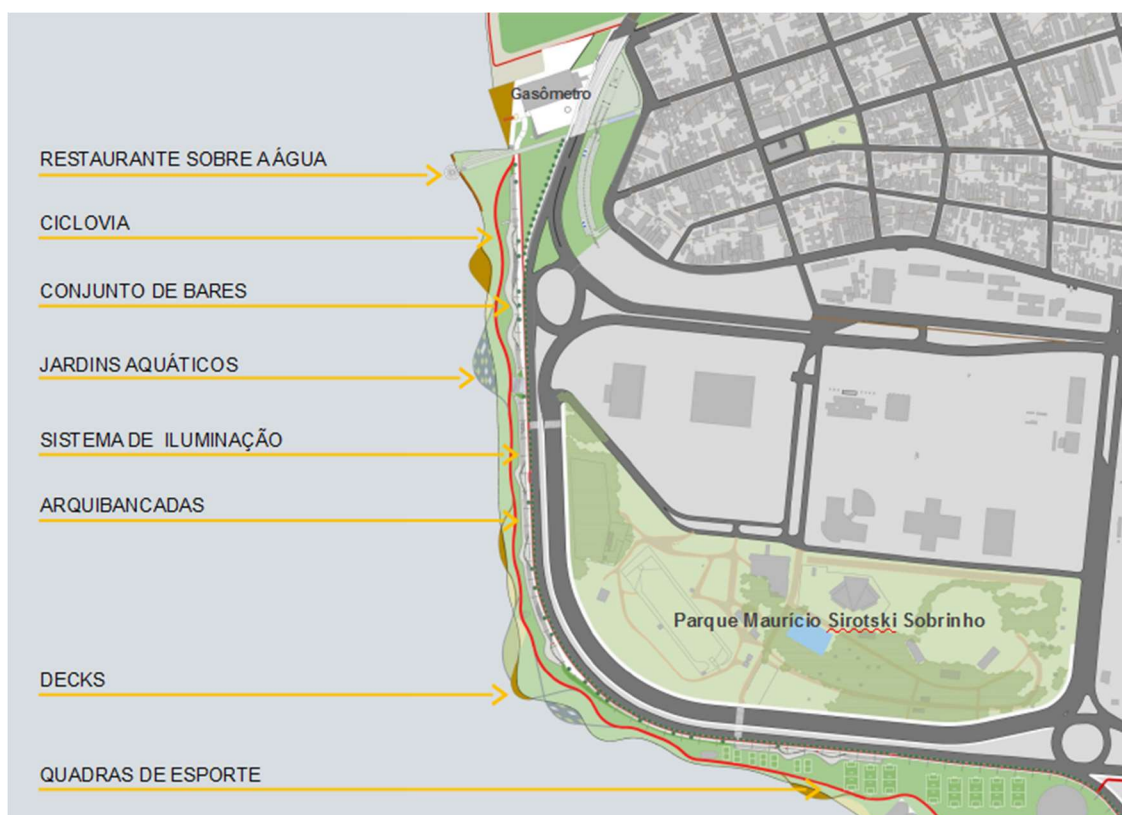 Gasômetro
RESTAURANTE SOBRE A ÁGUA
CICLOVIA
CONJUNTO DE BARES
JARDINS AQUÁTICOS
SISTEMA DE ILUMINAÇÃO
ARQUIBANCADAS
Parque Maurício Sirotski Sobrinho
DECKS
QUADRAS DE ESPORTE